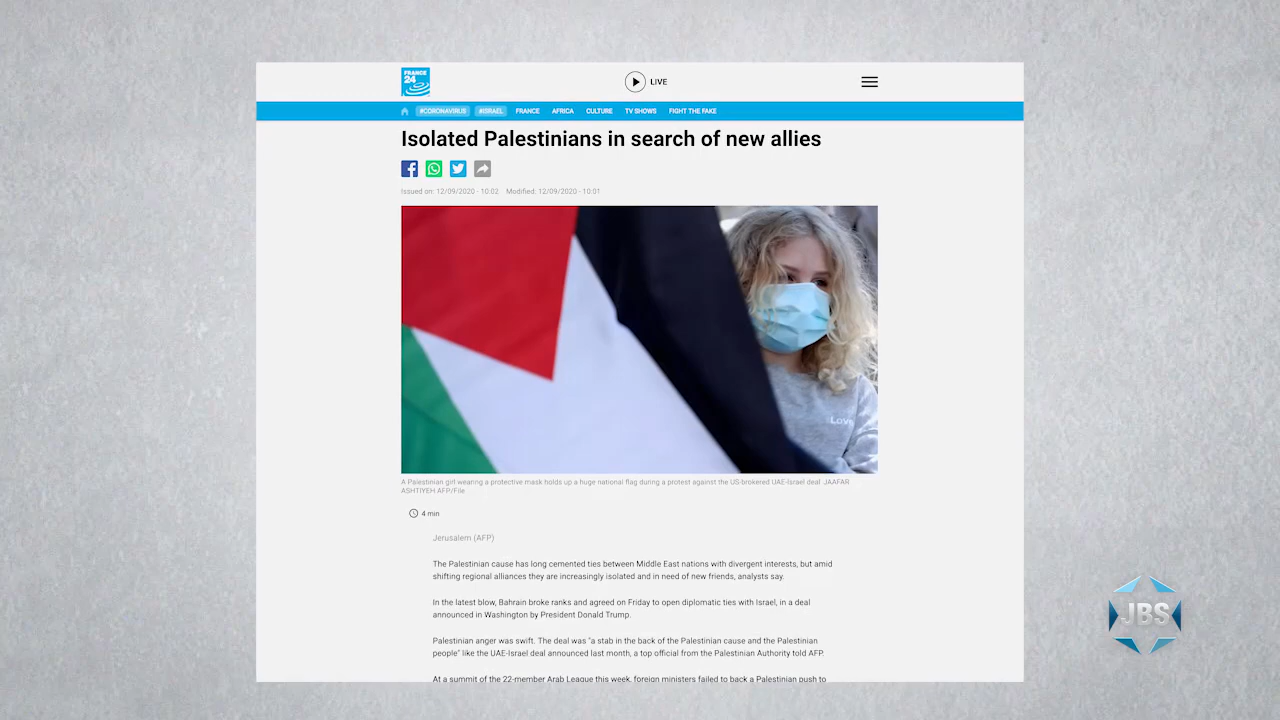 FRANCE
24
LIVE
#CORONAVIRUS #ISRAEL FRANCE AFRICA CULTURE TV SHOWS FIGHT THE FAKE
Isolated Palestinians in search of new allies
Issued on: 12/09/2020 - 10:02 Modified: 12/09/2020 - 10:01
Love
A Palestinian girl wearing a protective mask holds up a huge national flag during a protest against the US-brokered UAE-Israel deal JAAFAR
ASHTIYEH AFP/File
4 min
Jerusalem (AFP)
The Palestinian cause has long cemented ties between Middle East nations with divergent interests, but amid
shifting regional alliances they are increasingly isolated and in need of new friends, analysts say.
In the latest blow, Bahrain broke ranks and agreed on Friday to open diplomatic ties with Israel, in a deal
announced in Washington by President Donald Trump.
Palestinian anger was swift. The deal was "a stab in the back of the Palestinian cause and the Palestinian
people" like the UAE-Israel deal announced last month, a top official from the Palestinian Authority told AFP.
At a summit of the 22-member Arab League this week, foreign ministers failed to back a Palestinian push to
JBS